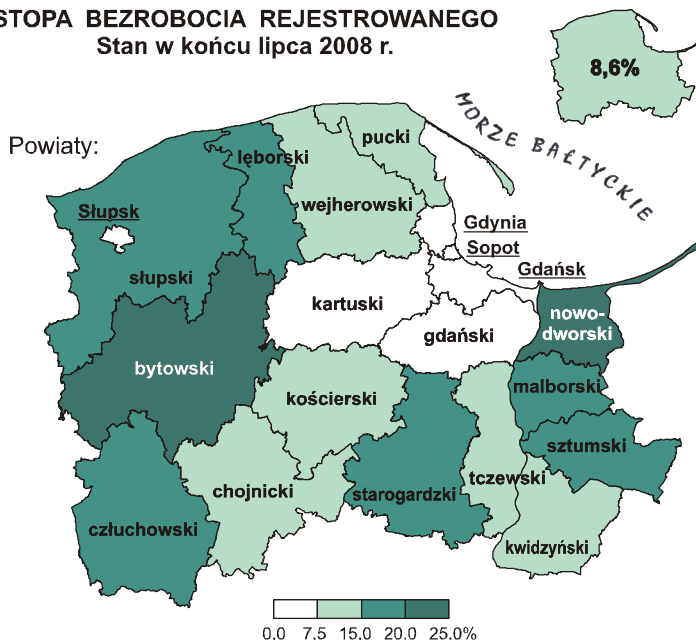 STOPA BEZROBOCIA REJESTROWANEGO
Stan w końcu lipca 2008 r.
8,6%
MORZE BAŁTYCKIE
Powiaty:
pucki
lęborski
wejherowski
Słupsk
Gdynia
Sopot
Gdańsk
słupski
kartuski
nowo-
dworski
gdański
bytowski
malborski
kościerski
sztumski
tczewski
chojnicki
starogardzki
człuchowski
kwidzyński
0.0 7.5 15.0 20.0 25.0%